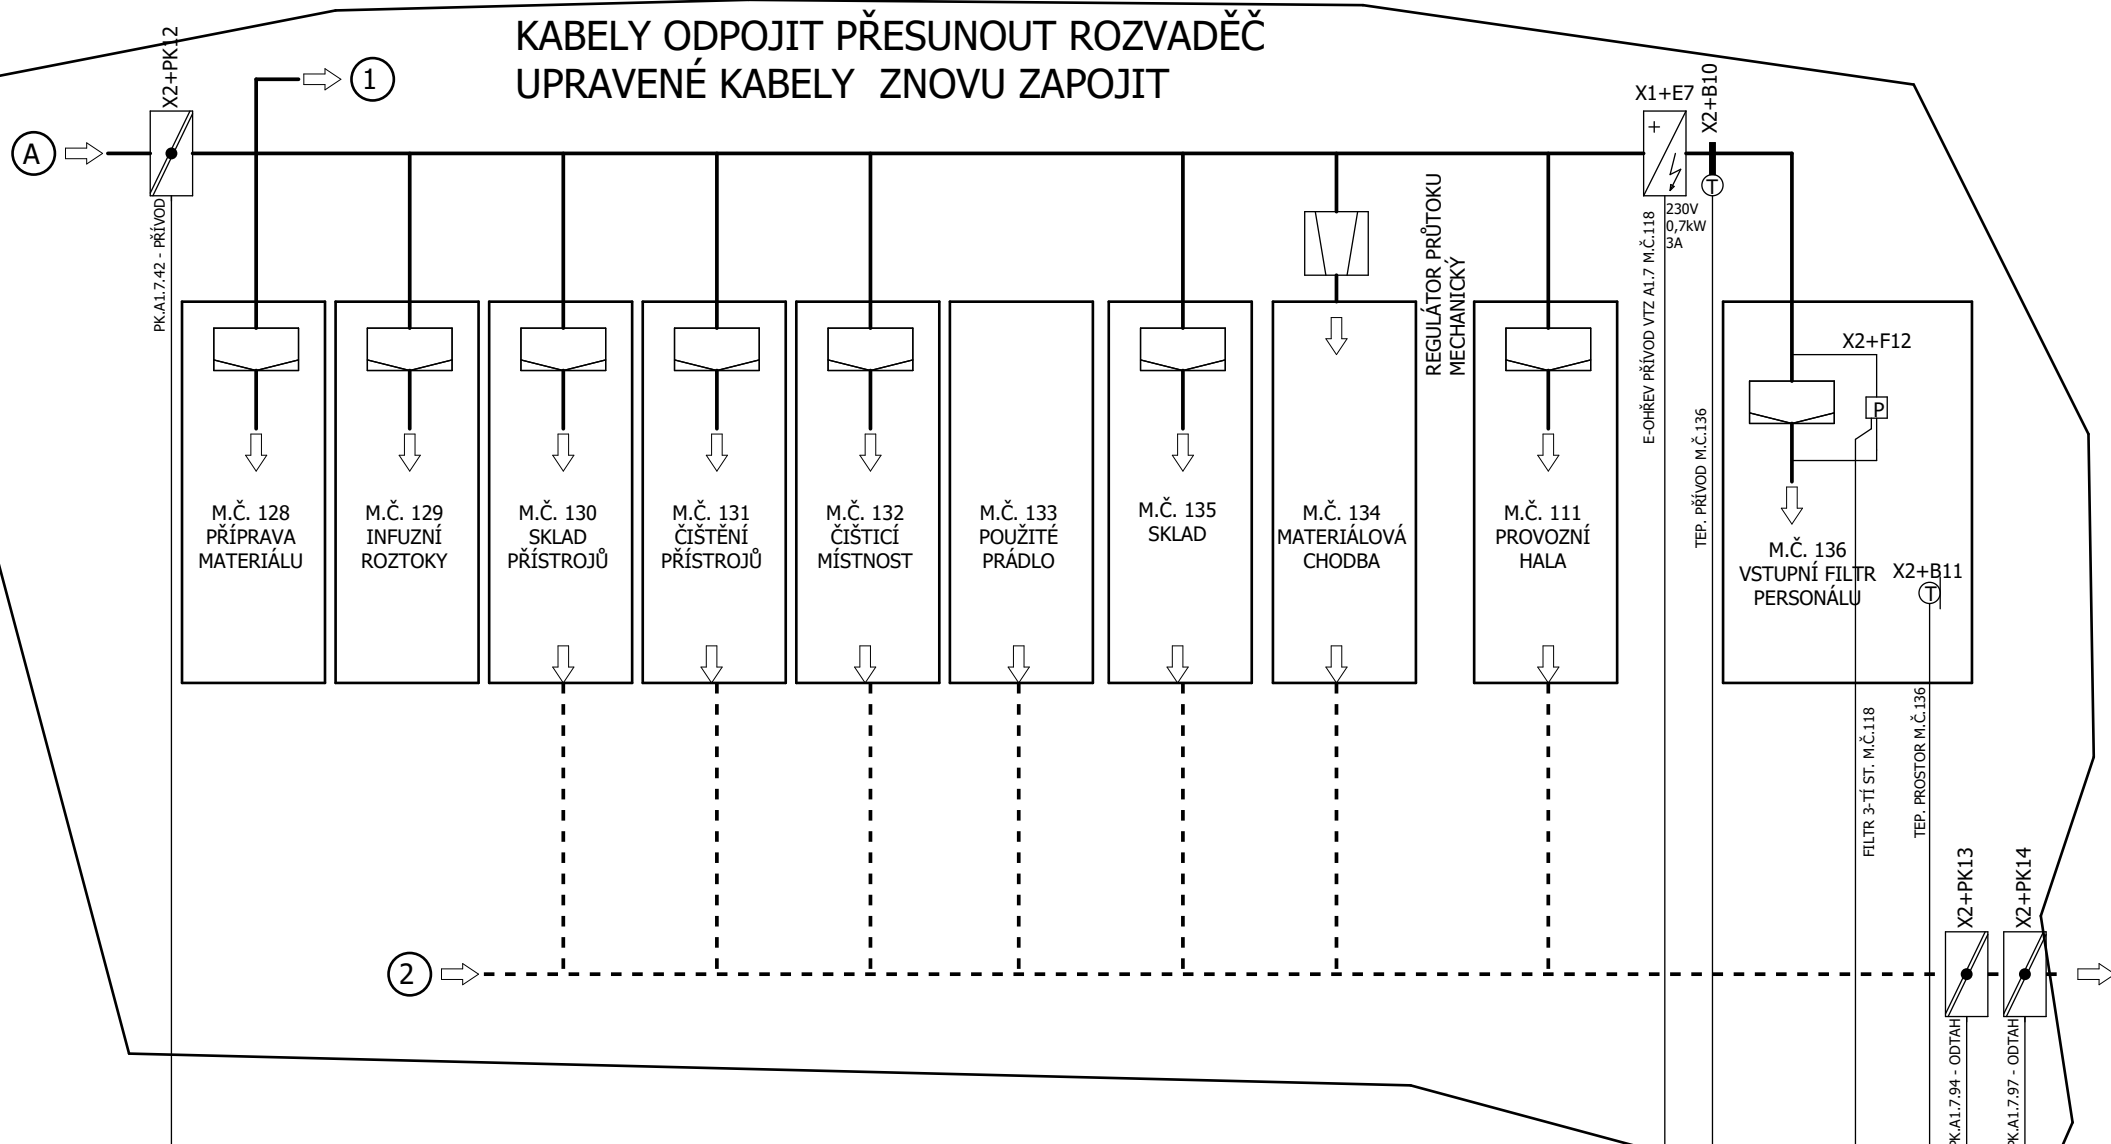 KABELY ODPOJIT PŘESUNOUT ROZVADĚČ
UPRAVENÉ KABELY ZNOVU ZAPOJIT
X2+PK12
1
A
PK.A1.7.42 - PŘÍVOD
X1+E7
X2+B10
+
T
230V
0,7kW
3A
REGULÁTOR PRŮTOKU
MECHANICKÝ
E-OHŘEV PŘÍVOD VTZ A1.7 M.Č.118
TEP. PŘÍVOD M.Č.136
X2+F12
P
M.Č. 128
PŘÍPRAVA
MATERIÁLU
M.Č. 129
INFUZNÍ
ROZTOKY
M.Č. 130
SKLAD
PŘÍSTROJŮ
M.Č. 131
ČIŠTĚNÍ
PŘÍSTROJŮ
M.Č. 132
ČIŠTICÍ
MÍSTNOST
M.Č. 133
POUŽITÉ
PRÁDLO
M.Č. 135
SKLAD
M.Č. 134
MATERIÁLOVÁ
CHODBA
M.Č. 111
PROVOZNÍ
HALA
M.Č. 136
VSTUPNÍ FILTR
PERSONÁLU
X2+B11
T
FILTR 3-TÍ ST. M.Č.118
TEP. PROSTOR M.Č.136
X2+PK13
X2+PK14
2
PK.A1.7.94 - ODTAH
PK.A1.7.97 - ODTAH